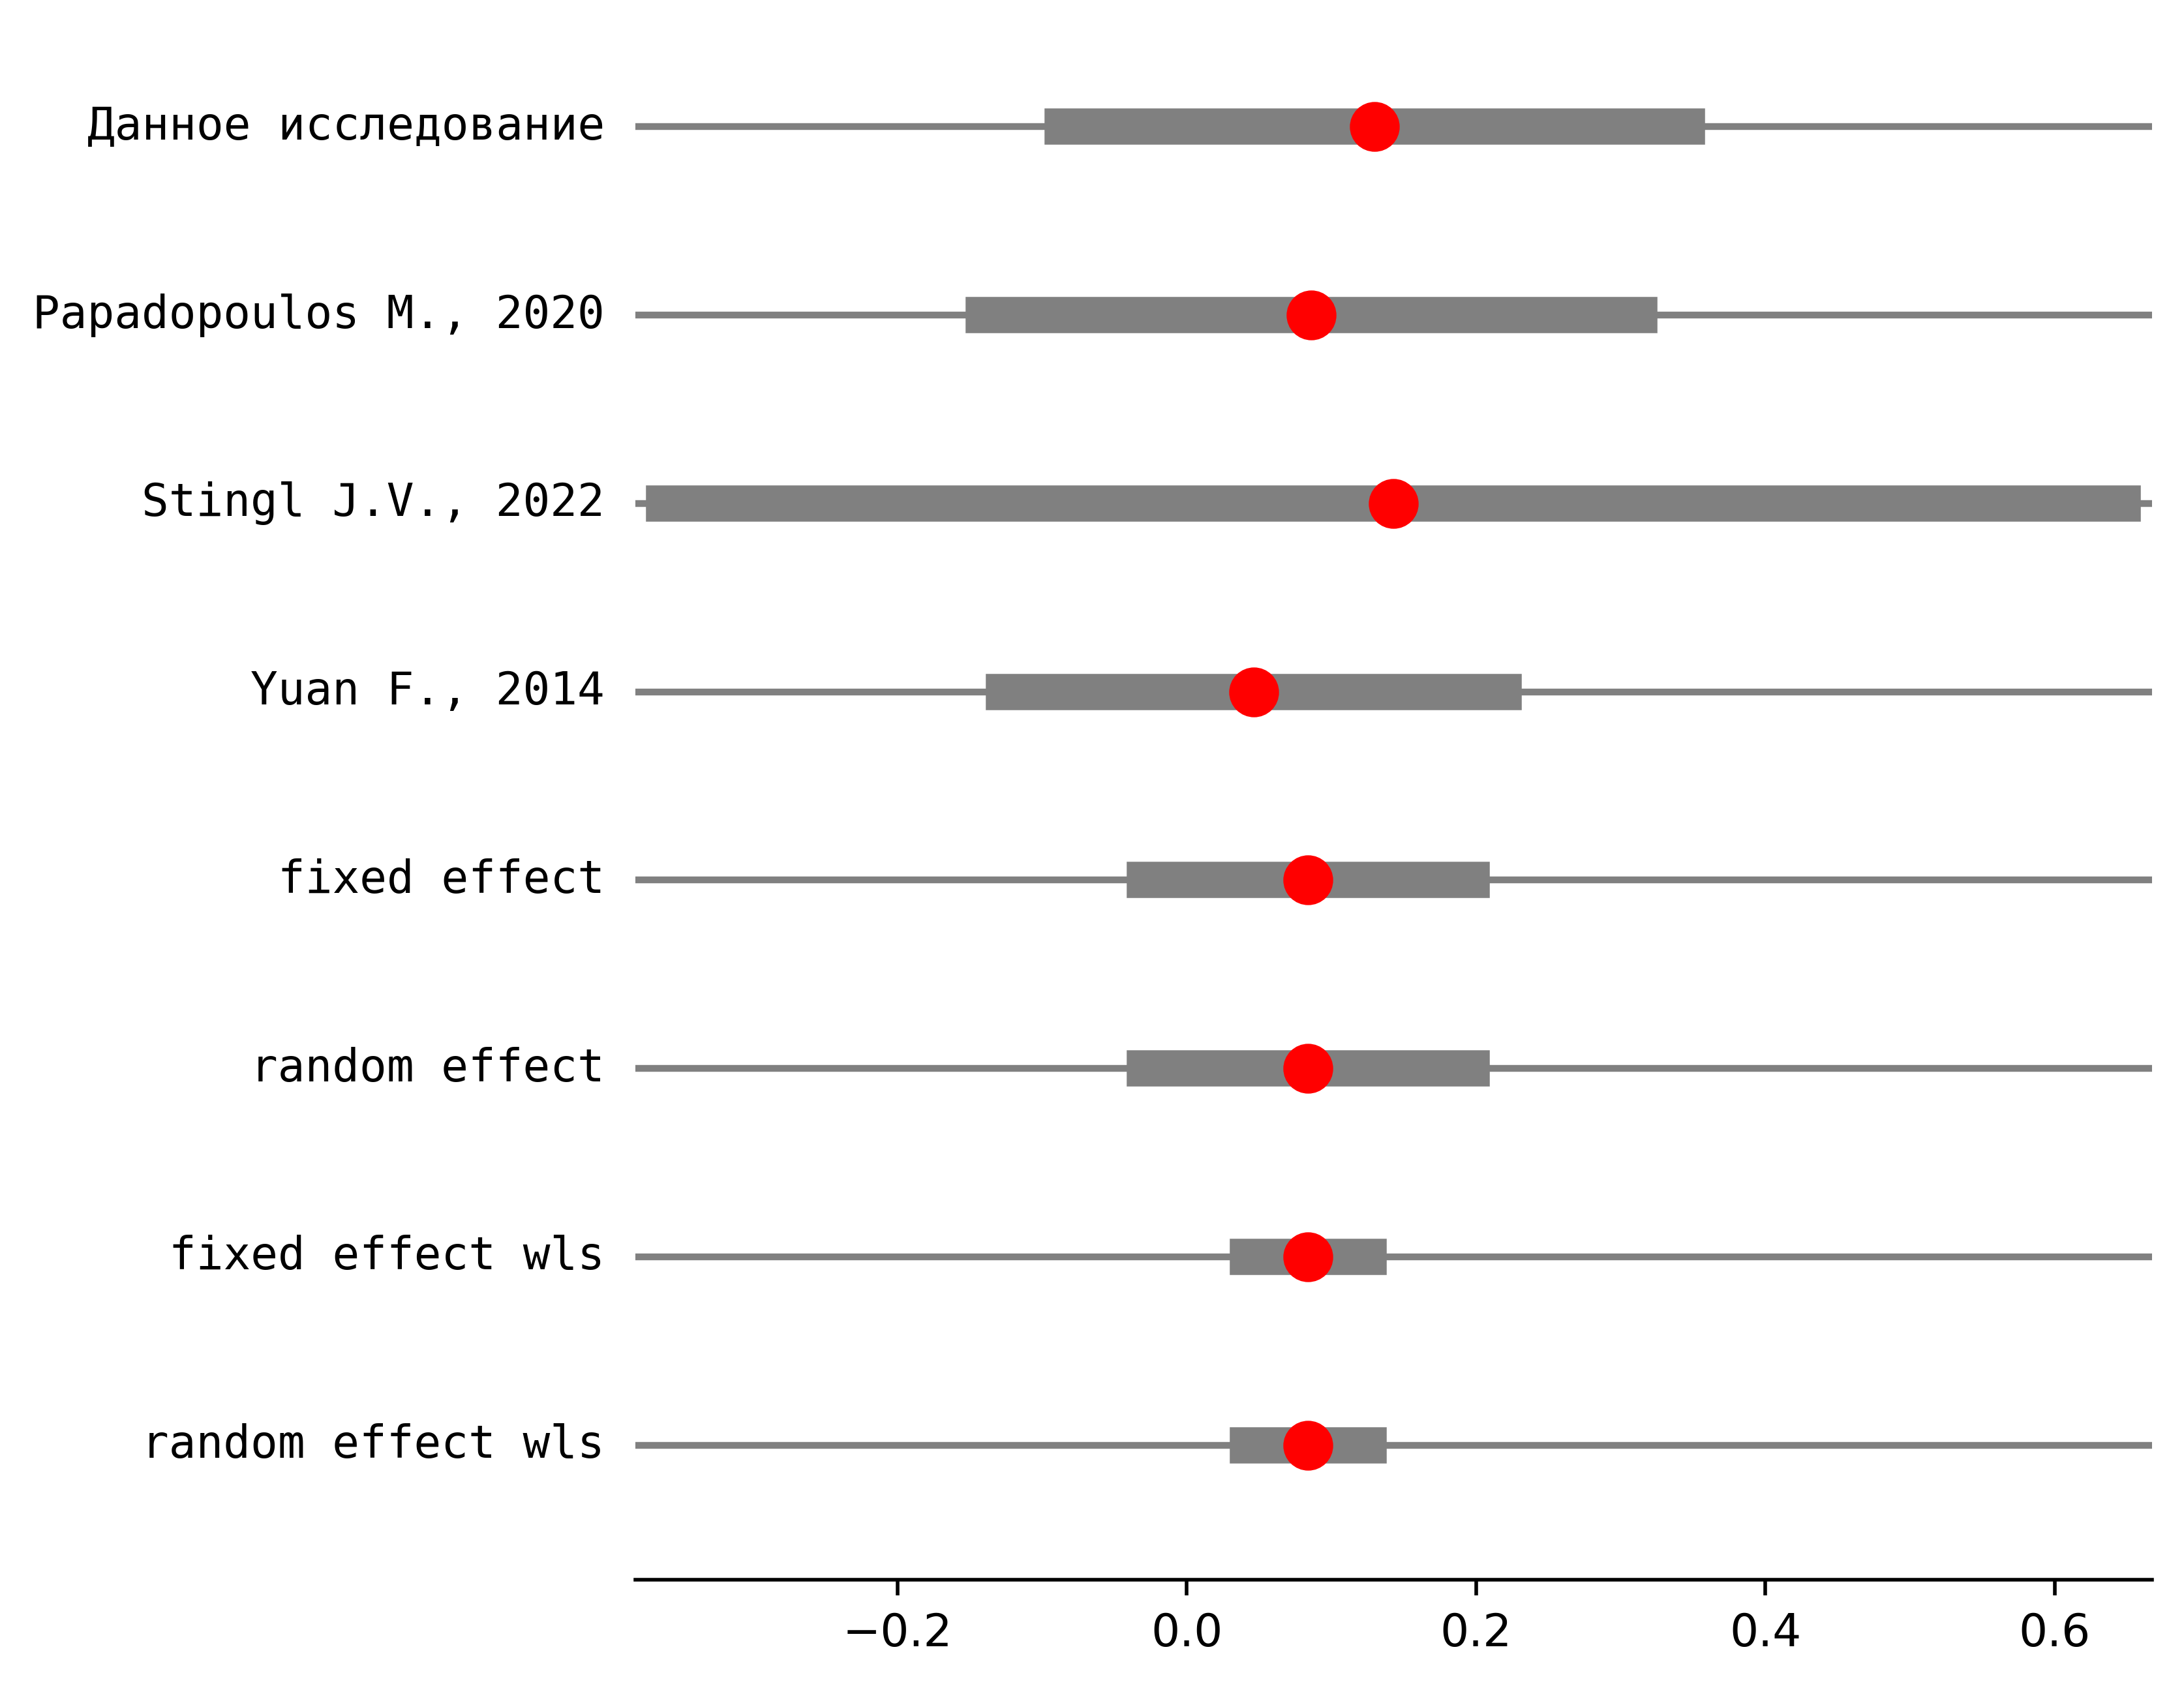 Данное исследование
Papadopoulos M., 2020
Stingl J.V., 2022
Yuan F., 2014
fixed effect
random effect
fixed effect wls
random effect wls
−0.2 0.0 0.2 0.4 0.6